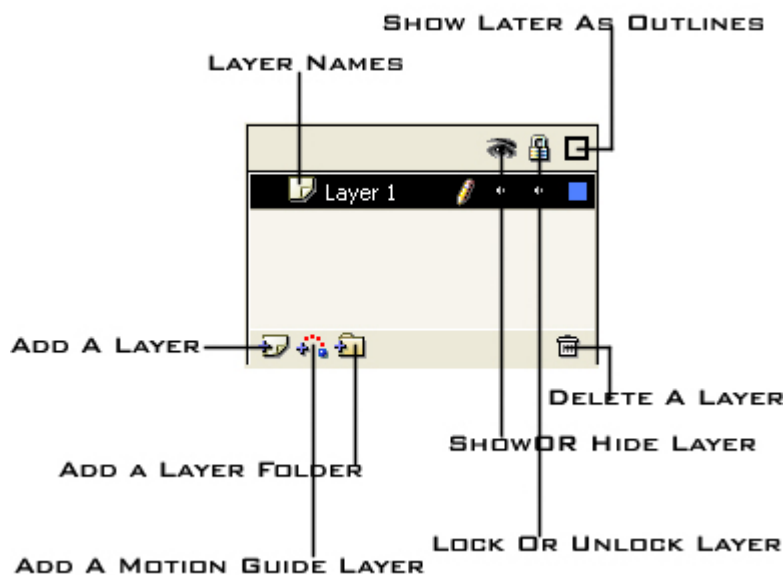 Show Later As Outlines
Layer Names
Layer 1
Add A Layer
Delete A Layer
ShowOR Hide Layer
Add a Layer Folder
Lock Or Unlock Layer
Add A Motion Guide Layer